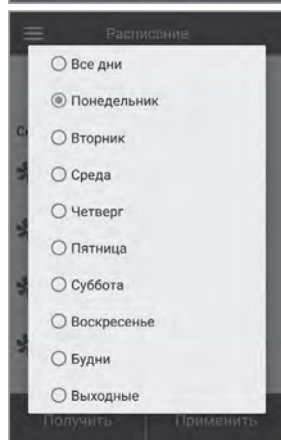 Расписание
Все дни
Понедельник
Вторник
Среда
Четверг
Пятница
Суббота
Воскресенье
Будни
Выходные
Получить Применить